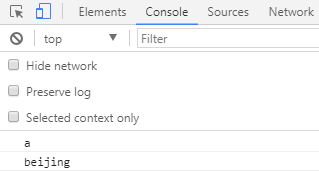 Elements Console Sources Network
top Filter
Hide network
Preserve log
Selected context only
a
beijing